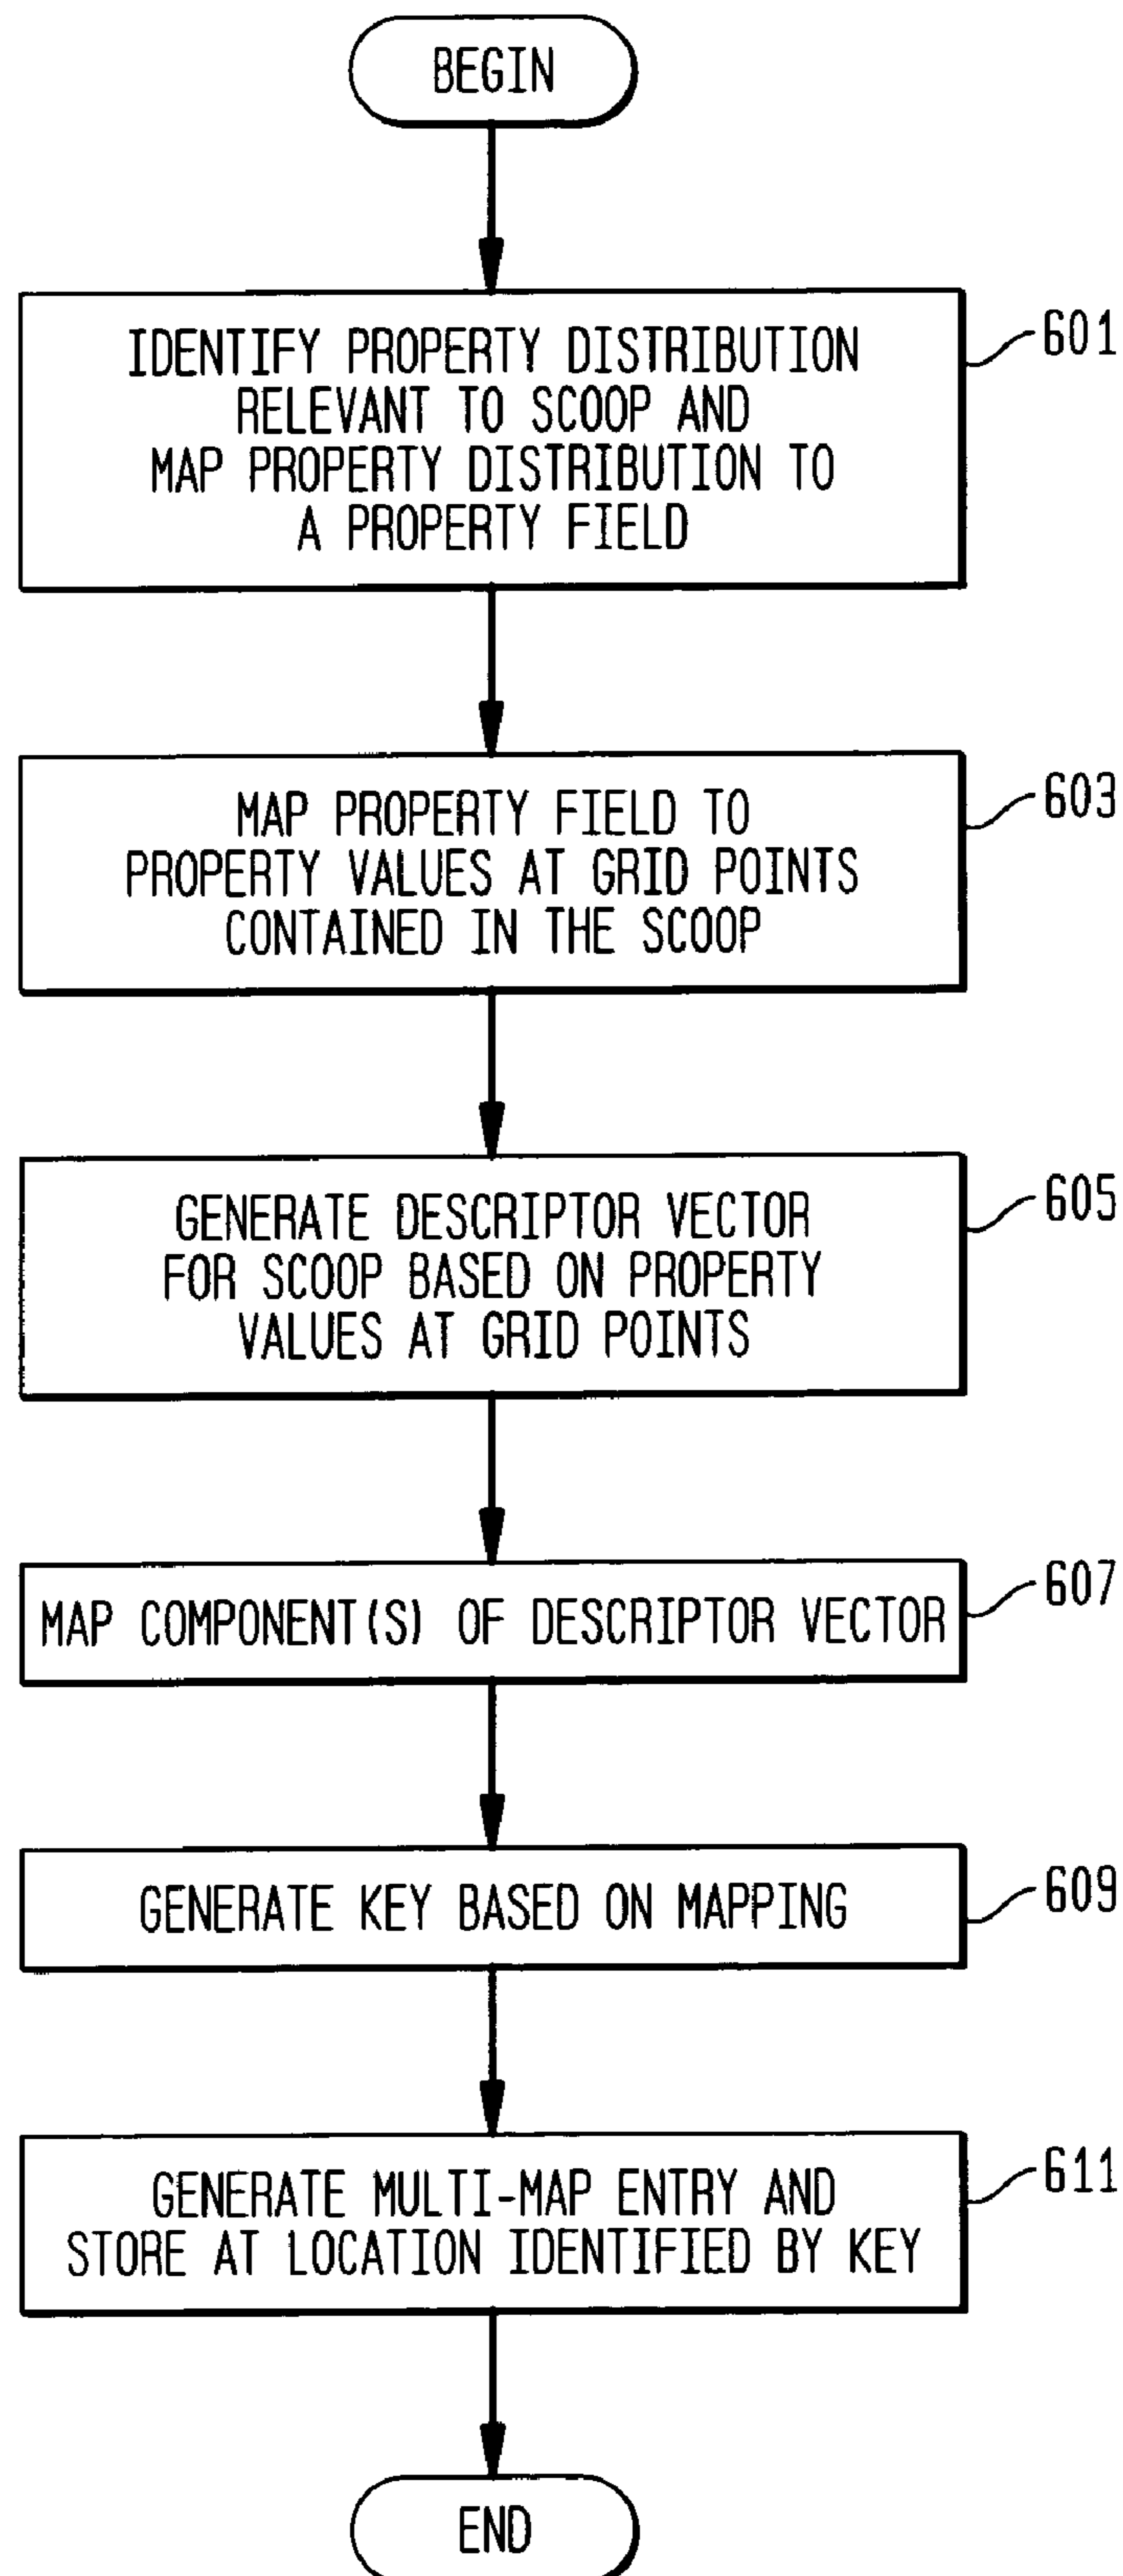 BEGIN
IDENTIFY PROPERTY DISTRIBUTION
RELEVANT TO SCOOP AND
MAP PROPERTY DISTRIBUTION TO
A PROPERTY FIELD
601
MAP PROPERTY FIELD TO
PROPERTY VALUES AT GRID POINTS
CONTAINED IN THE SCOOP
603
GENERATE DESCRIPTOR VECTOR
FOR SCOOP BASED ON PROPERTY
VALUES AT GRID POINTS
605
MAP COMPONENT(S) OF DESCRIPTOR VECTOR
607
GENERATE KEY BASED ON MAPPING
609
GENERATE MULTI-MAP ENTRY AND
STORE AT LOCATION IDENTIFIED BY KEY
611
END